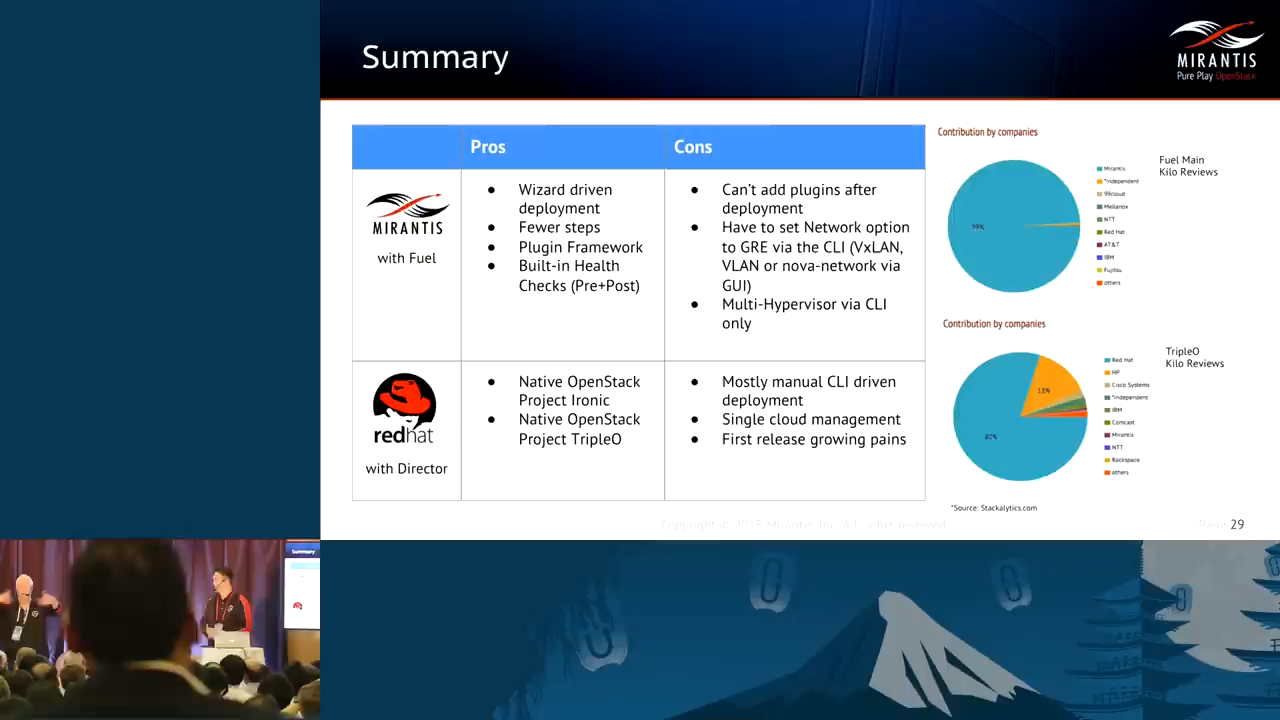 Summary
MIRANTIS
Pure Play OpenStack
Pros
Cons
MIRANTIS
with Fuel
Wizard driven
deployment
Fewer steps
Plugin Framework
Built-in Health
Checks (Pre+Post)
Can't add plugins after
deployment
Have to set Network option
to GRE via the CLI (VxLAN,
VLAN or nova-network via
GUI)
Multi-Hypervisor via CLI
only
redhat
with Director
Native OpenStack
Project Ironic
Native OpenStack
Project TripleO
Mostly manual CLI driven
deployment
Single cloud management
First release growing pains
Contribution by companies
99%
Mirantis
*independent
99cloud
Mellanox
NTT
Red Hat
AT&T
IBM
Fujitsu
others
Fuel Main
Kilo Reviews
Contribution by companies
13%
80%
Red Hat
HP
Cisco Systems
*independent
IBM
Comcast
Mirantis
NTT
Rackspace
others
TripleO
Kilo Reviews
*Source: Stackalytics.com
Copyright © 2015 Mirantis, Inc. All rights reserved
Page 29
Summary